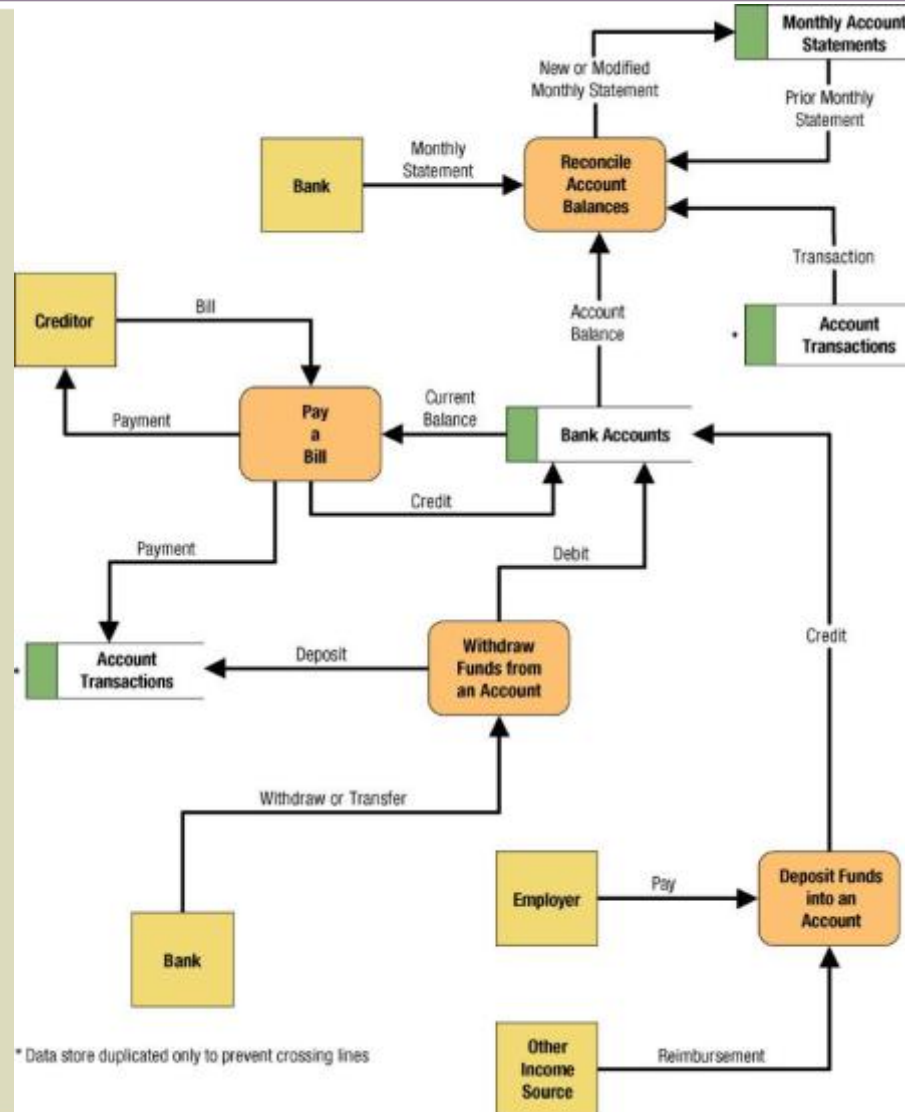 Monthly Account
Statements
New or Modified
Monthly Statement
Prior Monthly
Statement
Bank
Monthly
Statement
Reconcile
Account
Balances
Transaction
Creditor
Bill
Account
Balance
*
Account
Transactions
Payment
Pay
a
Bill
Current
Balance
Bank Accounts
Credit
Payment
Debit
Credit
*
Account
Transactions
Deposit
Withdraw
Funds from
an Account
Withdraw or Transfer
Employer
Pay
Deposit Funds
into an
Account
Bank
Other
Income
Source
Reimbursement
* Data store duplicated only to prevent crossing lines